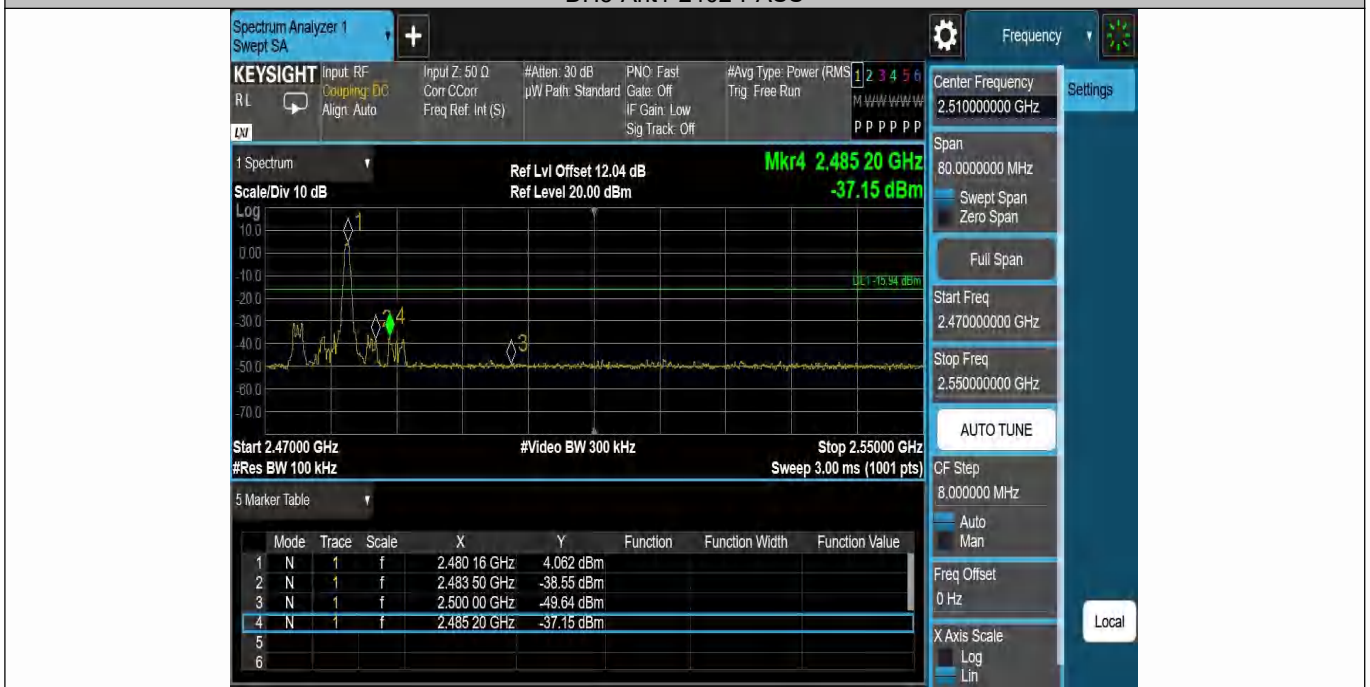 Spectrum Analyzer 1
Swept SA
+
Frequency
KEYSIGHT
RL
LXI
Input: RF
Coupling: DC
Align: Auto
Input Z: 50 Ω
Corr CCorr
Freq Ref: Int (S)
#Atten: 30 dB
µW Path: Standard
PNO: Fast
Gate: Off
IF Gain: Low
Sig Track: Off
#Avg Type: Power (RMS
Trig: Free Run
1 2 3 4 5 6
M W W W W W
P P P P P P
1 Spectrum
Scale/Div 10 dB
Ref Lvl Offset 12.04 dB
Ref Level 20.00 dBm
Mkr4 2.485 20 GHz
-37.15 dBm
Log
10.0
0.00
-10.0
-20.0
-30.0
-40.0
-50.0
-60.0
-70.0
1
4
3
DL1 -15.94 dBm
Start 2.47000 GHz
#Video BW 300 kHz
Stop 2.55000 GHz
#Res BW 100 kHz
Sweep 3.00 ms (1001 pts)
5 Marker Table
Mode Trace Scale X Y Function Function Width Function Value
1 N 1 f 2.480 16 GHz 4.062 dBm
2 N 1 f 2.483 50 GHz -38.55 dBm
3 N 1 f 2.500 00 GHz -49.64 dBm
4 N 1 f 2.485 20 GHz -37.15 dBm
5
6
Center Frequency
2.510000000 GHz
Settings
Span
80.0000000 MHz
Swept Span
Zero Span
Full Span
Start Freq
2.470000000 GHz
Stop Freq
2.550000000 GHz
AUTO TUNE
CF Step
8.000000 MHz
Auto
Man
Freq Offset
0 Hz
X Axis Scale
Log
Lin
Local